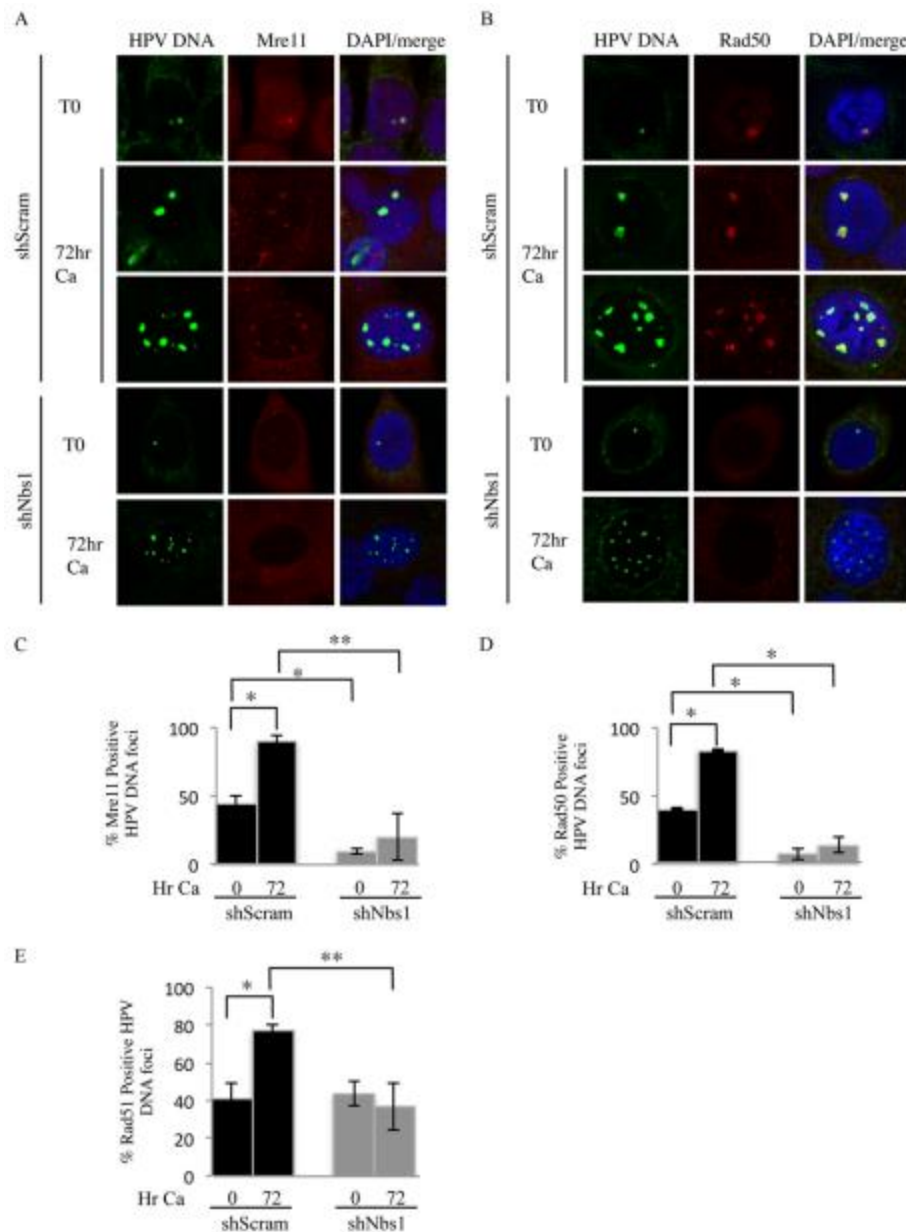 A
HPV DNA Mre11 DAPI/merge
shScram
T0
72hr
Ca
shNbs1
T0
72hr
Ca
B
HPV DNA Rad50 DAPI/merge
shScram
T0
72hr
Ca
shNbs1
T0
72hr
Ca
C
% Mre11 Positive
HPV DNA foci
100
50
0
*
*
**
Hr Ca 0 72 0 72
shScram shNbs1
D
% Rad50 Positive
HPV DNA foci
100
50
0
*
*
*
Hr Ca 0 72 0 72
shScram shNbs1
E
% Rad51 Positive HPV
DNA foci
100
80
60
40
20
0
*
**
Hr Ca 0 72 0 72
shScram shNbs1